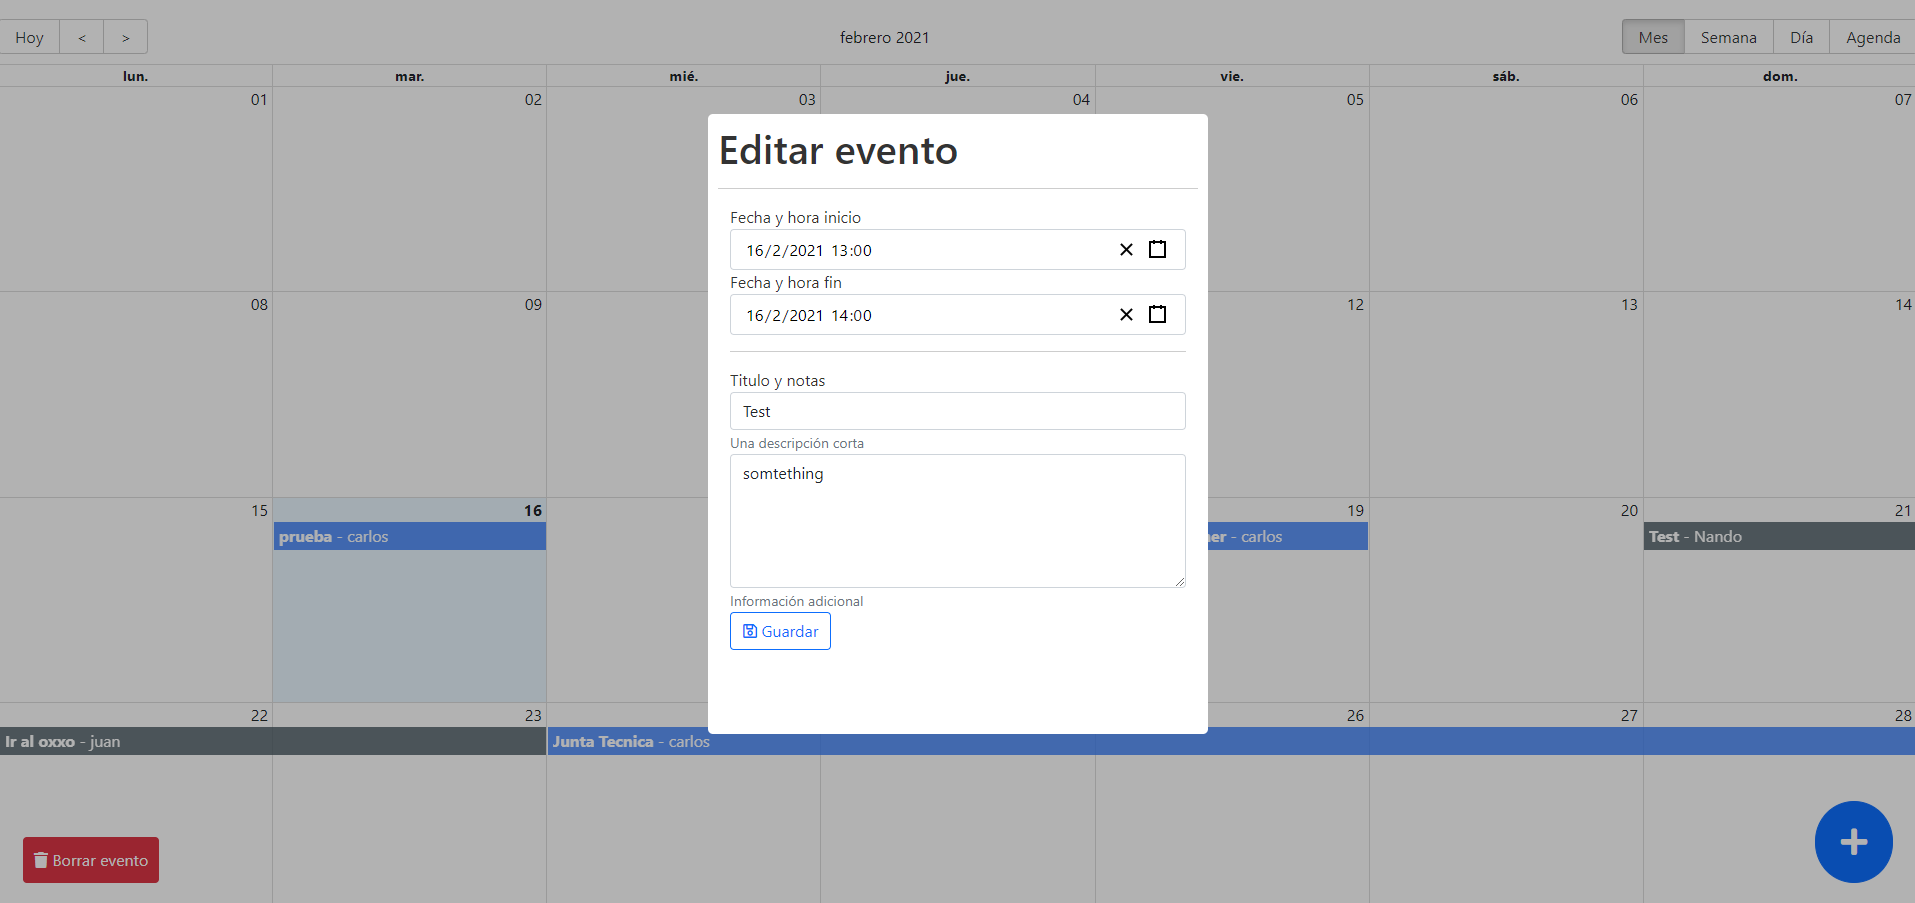 Hoy < > febrero 2021 Mes Semana Día Agenda
lun. mar. mié. jue. vie. sáb. dom.
01 02 03 04 05 06 07
Editar evento
Fecha y hora inicio
16/2/2021 13:00
Fecha y hora fin
16/2/2021 14:00
08 09 12 13 14
Titulo y notas
Test
Una descripción corta
somtething
15 16 19 20 21
prueba - carlos
er - carlos
Test - Nando
Información adicional
Guardar
22 23 26 27 28
Ir al oxxo - juan
Junta Tecnica - carlos
Borrar evento